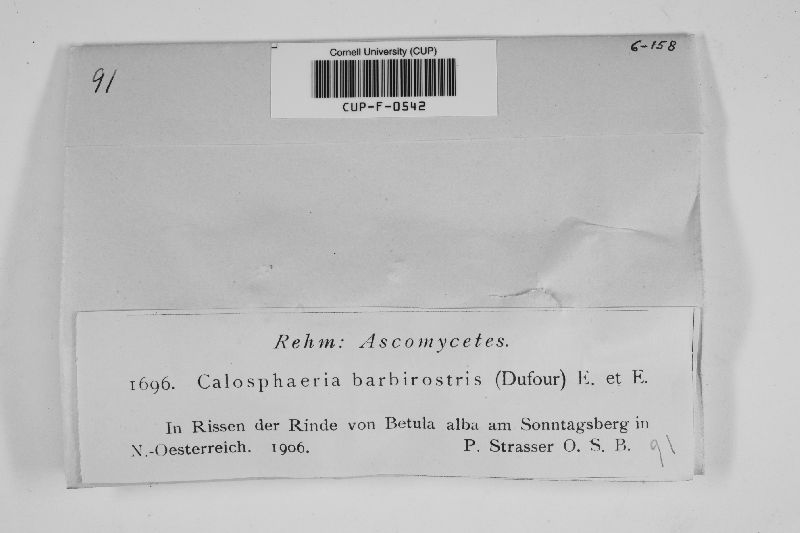 91
Cornell University (CUP)
CUP-F-0542
6-158
Rehm: Ascomycetes.
1696. Calosphaeria barbirostris (Dufour) E. et E.
In Rissen der Rinde von Betula alba am Sonntagsberg in
N.-Oesterreich. 1906. P. Strasser O. S. B. 91